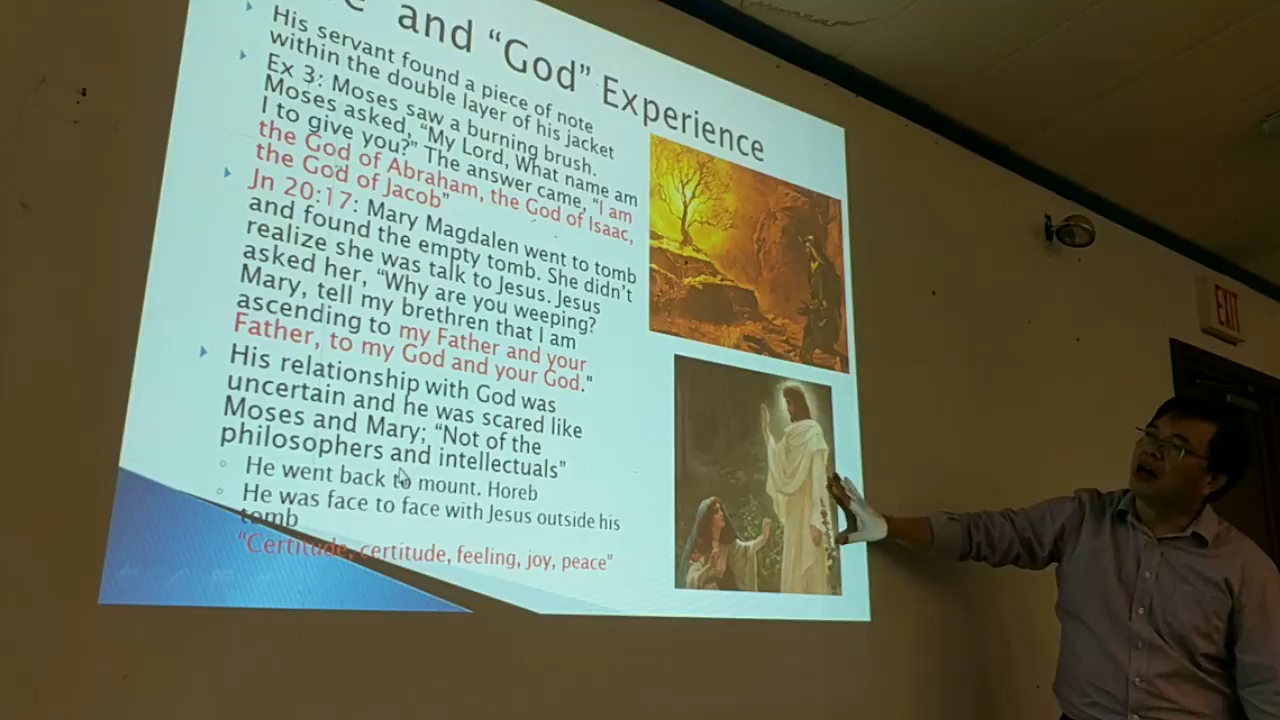 and "God" Experience
His servant found a piece of note
within the double layer of his jacket
Ex 3: Moses saw a burning brush.
Moses asked, "My Lord, What name am
I to give you?" The answer came, "I am
the God of Abraham, the God of Isaac,
the God of Jacob"
Jn 20:17: Mary Magdalen went to tomb
and found the empty tomb. She didn't
realize she was talk to Jesus. Jesus
asked her, "Why are you weeping?
Mary, tell my brethren that I am
ascending to my Father and your
Father, to my God and your God."
His relationship with God was
uncertain and he was scared like
Moses and Mary; "Not of the
philosophers and intellectuals"
He went back to mount. Horeb
He was face to face with Jesus outside his
tomb
"Certitude, certitude, feeling, joy, peace"
EXIT